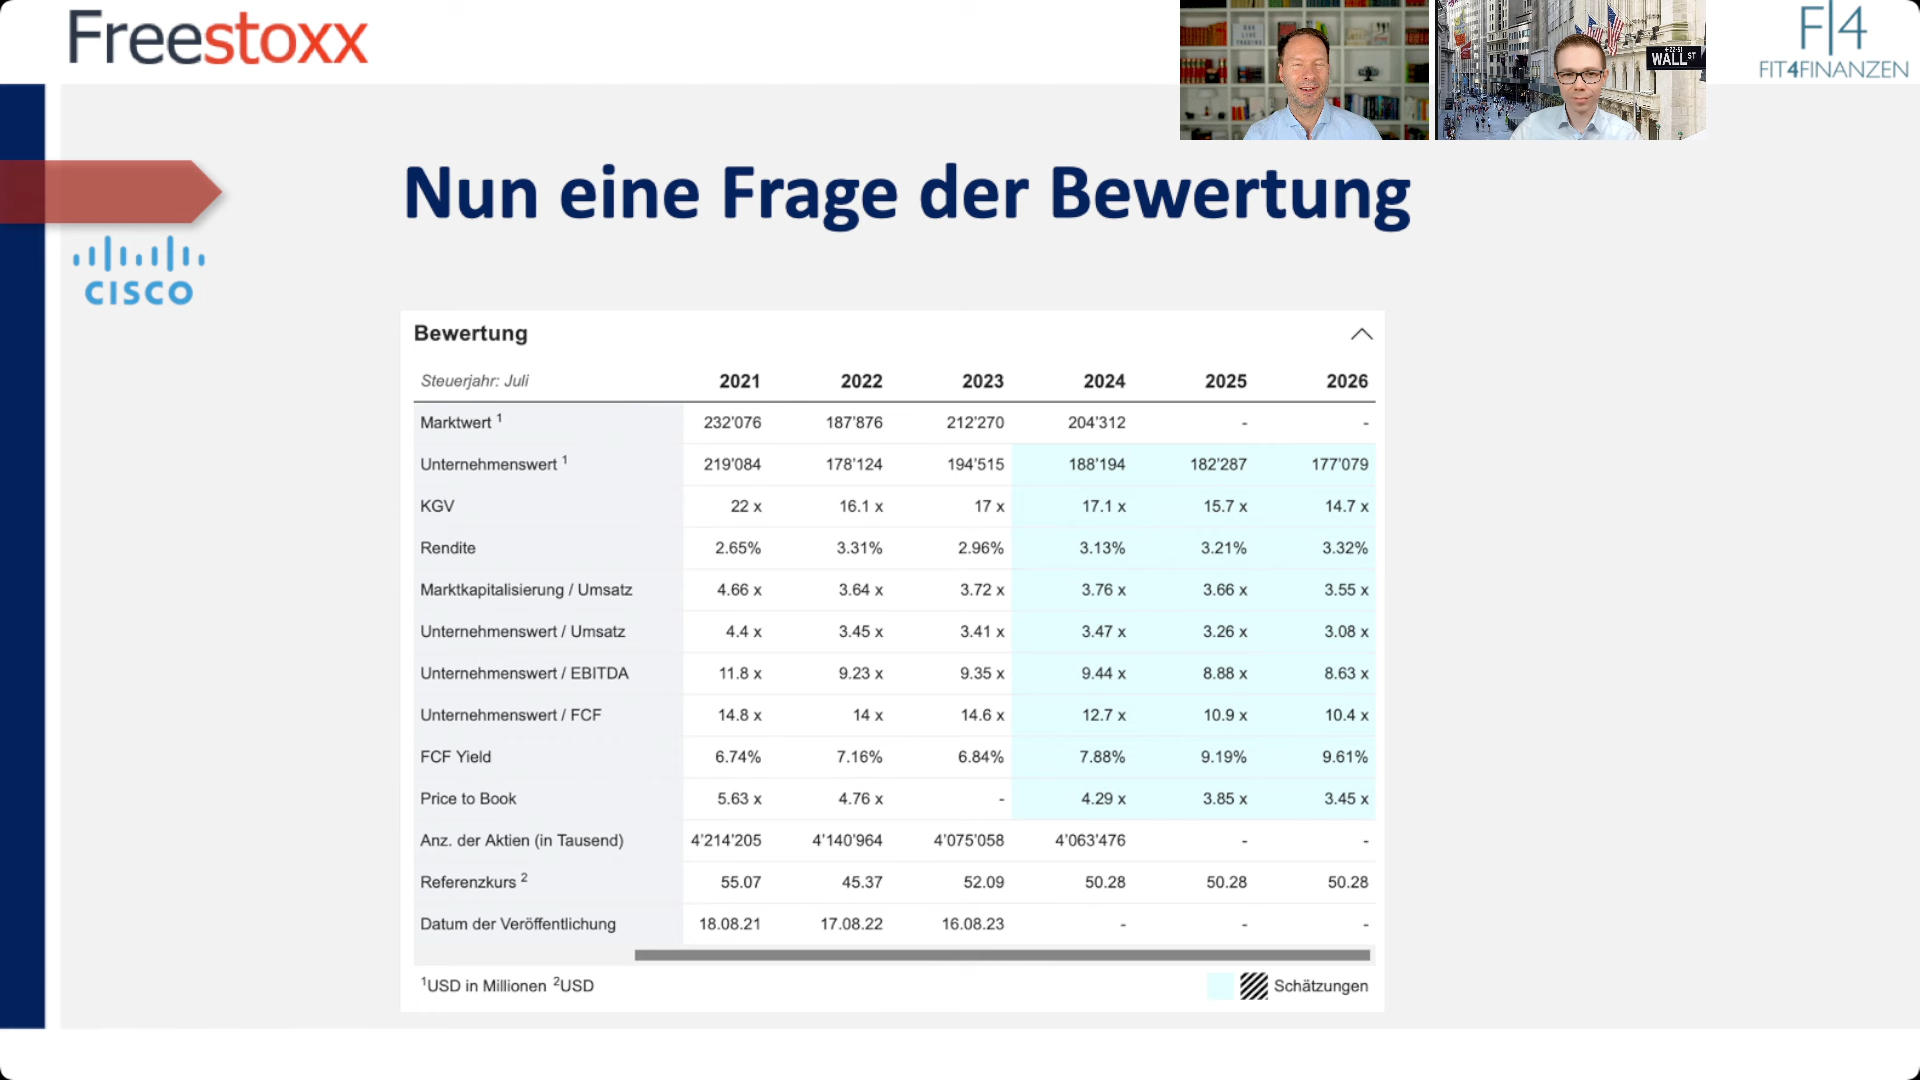 Freestoxx
WALL ST
F|4
FIT4FINANZEN
Nun eine Frage der Bewertung
CISCO
Bewertung
Steuerjahr: Juli 2021 2022 2023 2024 2025 2026
Marktwert 1 232'076 187'876 212'270 204'312 - -
Unternehmenswert 1 219'084 178'124 194'515 188'194 182'287 177'079
KGV 22 x 16.1 x 17 x 17.1 x 15.7 x 14.7 x
Rendite 2.65% 3.31% 2.96% 3.13% 3.21% 3.32%
Marktkapitalisierung / Umsatz 4.66 x 3.64 x 3.72 x 3.76 x 3.66 x 3.55 x
Unternehmenswert / Umsatz 4.4 x 3.45 x 3.41 x 3.47 x 3.26 x 3.08 x
Unternehmenswert / EBITDA 11.8 x 9.23 x 9.35 x 9.44 x 8.88 x 8.63 x
Unternehmenswert / FCF 14.8 x 14 x 14.6 x 12.7 x 10.9 x 10.4 x
FCF Yield 6.74% 7.16% 6.84% 7.88% 9.19% 9.61%
Price to Book 5.63 x 4.76 x - 4.29 x 3.85 x 3.45 x
Anz. der Aktien (in Tausend) 4'214'205 4'140'964 4'075'058 4'063'476 - -
Referenzkurs 2 55.07 45.37 52.09 50.28 50.28 50.28
Datum der Veröffentlichung 18.08.21 17.08.22 16.08.23 - - -
1USD in Millionen 2USD Schätzungen